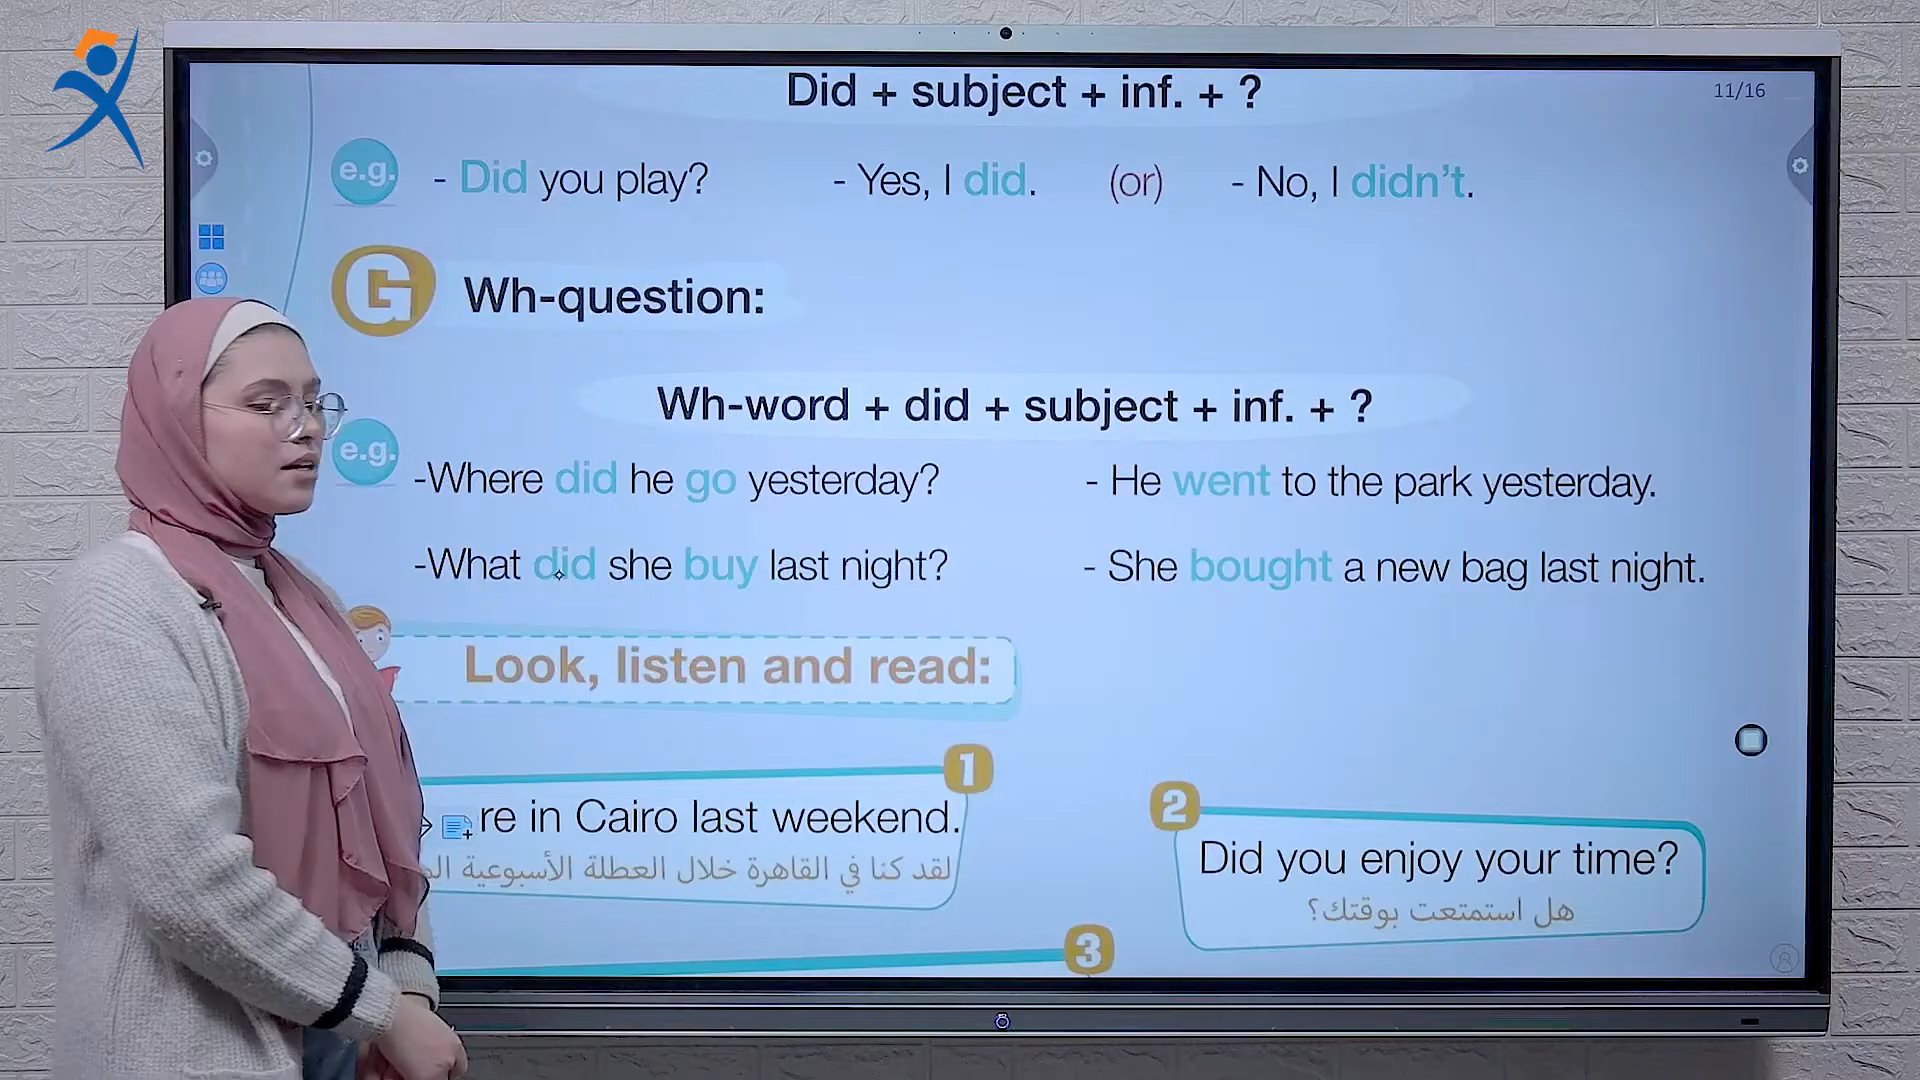 Did + subject + inf. + ?
11/16
e.g. - Did you play? - Yes, I did. (or) - No, I didn't.
G Wh-question:
Wh-word + did + subject + inf. + ?
e.g.
-Where did he go yesterday? - He went to the park yesterday.
-What did she buy last night? - She bought a new bag last night.
Look, listen and read:
1
re in Cairo last weekend.
لقد كنا في القاهرة خلال العطلة الأسبوعية
2
Did you enjoy your time?
هل استمتعت بوقتك؟
3